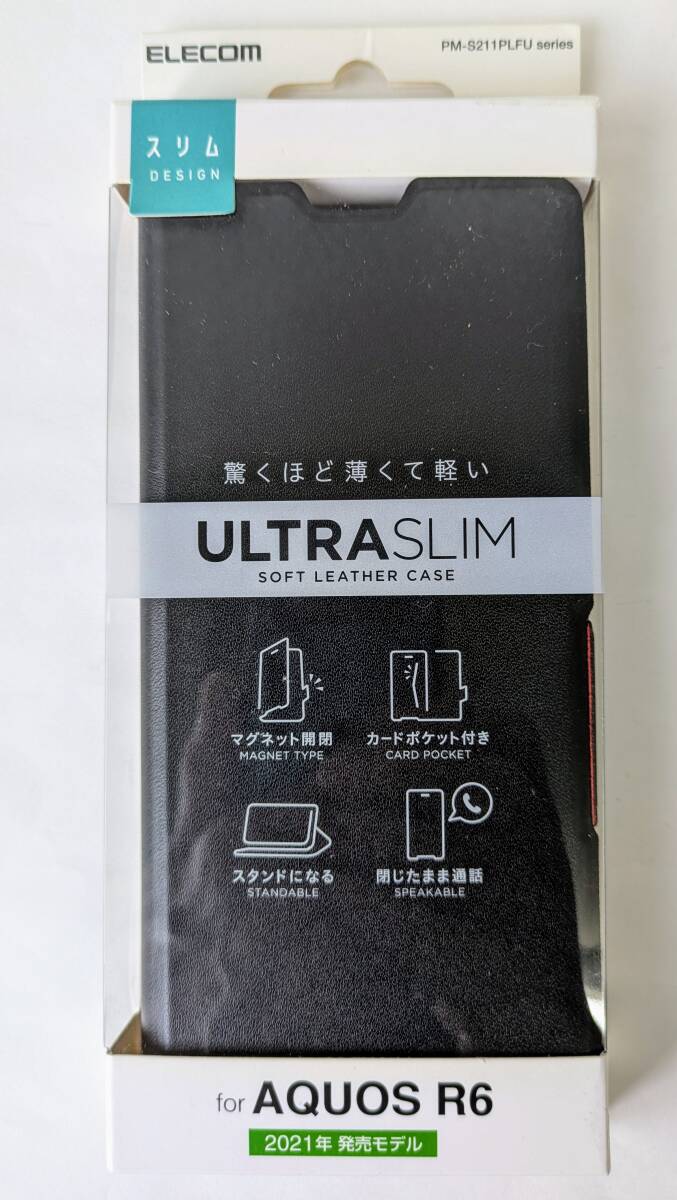 ELECOM
PM-S211PLFU series
スリム
DESIGN
驚くほど薄くて軽い
ULTRASLIM
SOFT LEATHER CASE
マグネット開閉
MAGNET TYPE
カードポケット付き
CARD POCKET
スタンドになる
STANDABLE
閉じたまま通話
SPEAKABLE
for AQUOS R6
2021年 発売モデル